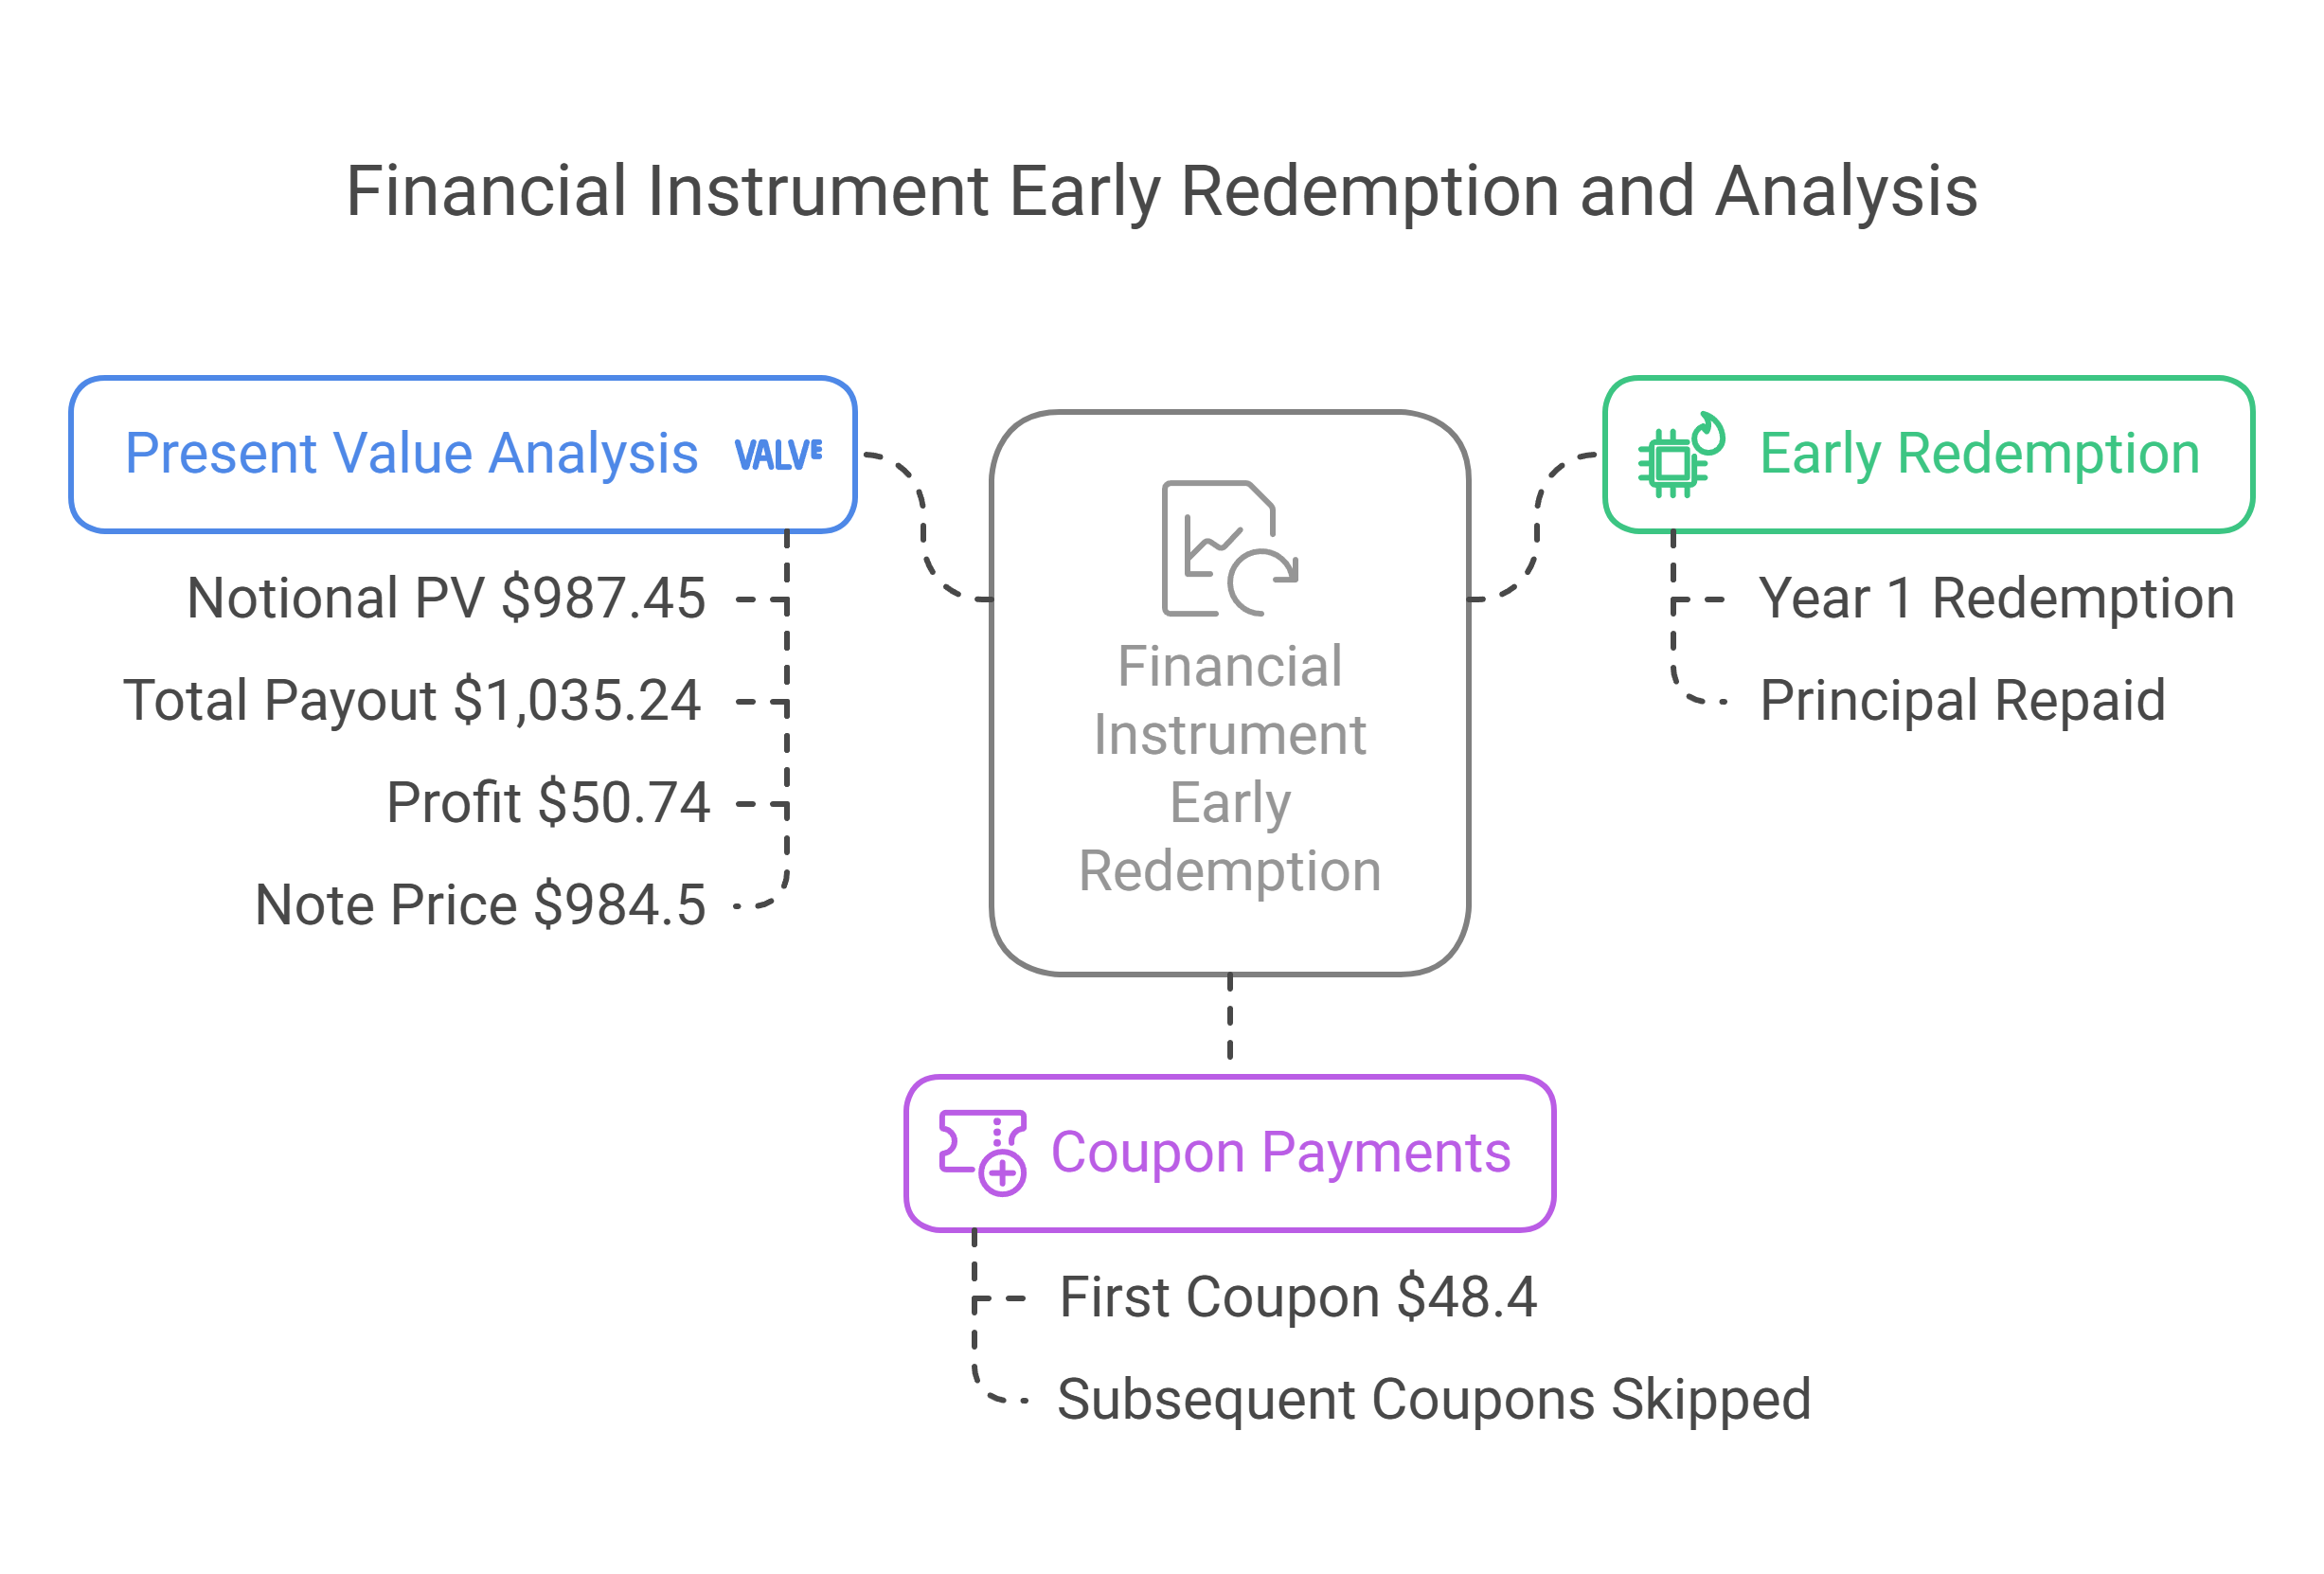 Financial Instrument Early Redemption and Analysis
Present Value Analysis VALVE
Notional PV $987.45
Total Payout $1,035.24
Profit $50.74
Note Price $984.5
Financial
Instrument
Early
Redemption
Early Redemption
Year 1 Redemption
Principal Repaid
Coupon Payments
First Coupon $48.4
Subsequent Coupons Skipped